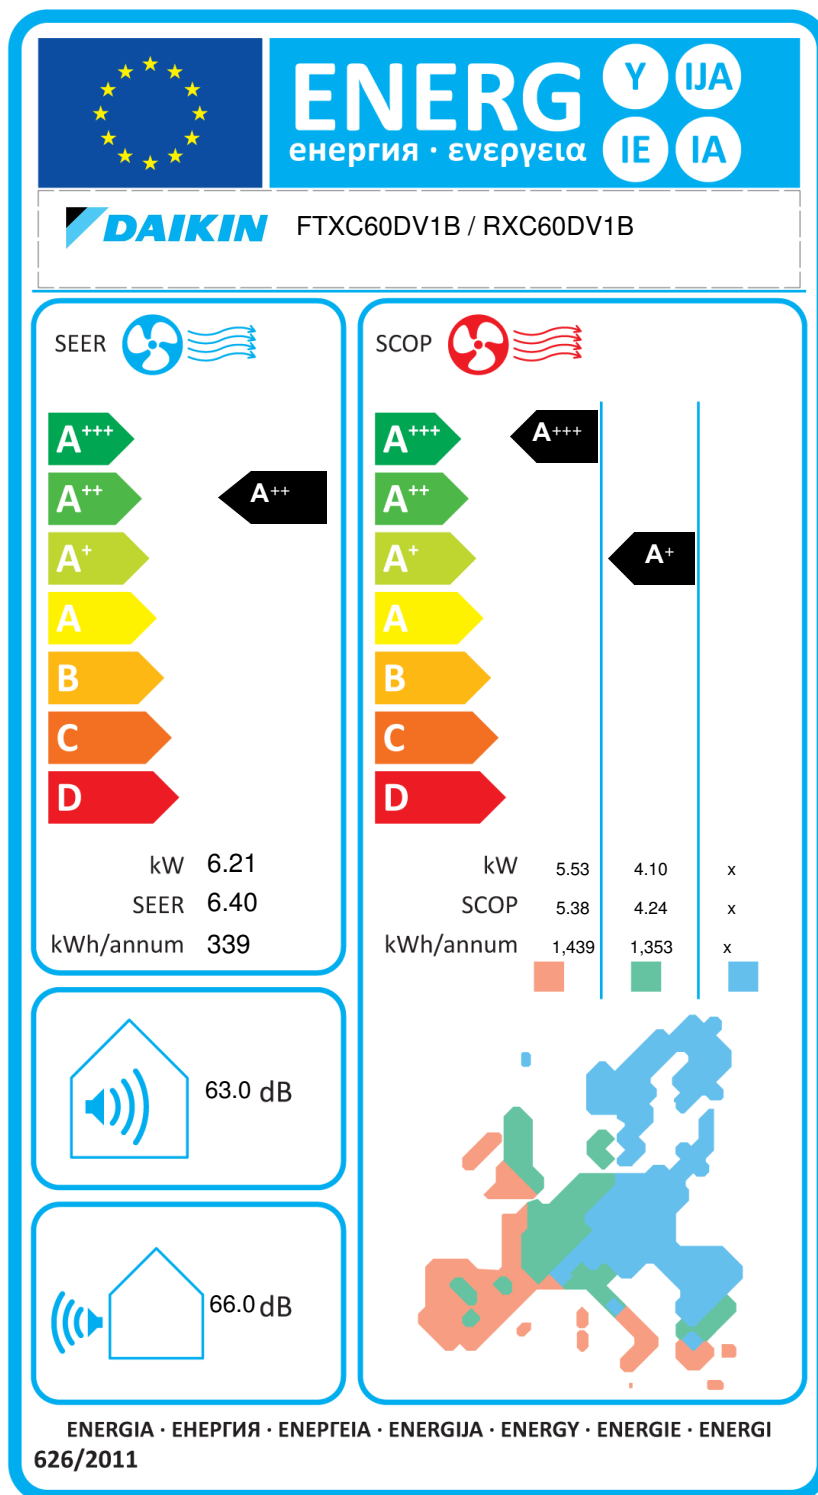 ENERG
енергия · ενεργεια
Y IJA
IE IA
DAIKIN FTXC60DV1B / RXC60DV1B
SEER
A+++
A++ A++
A+
A
B
C
D
kW 6.21
SEER 6.40
kWh/annum 339
SCOP
A+++ A+++
A++
A+ A+
A
B
C
D
kW 5.53 4.10 x
SCOP 5.38 4.24 x
kWh/annum 1,439 1,353 x
63.0 dB
66.0 dB
ENERGIA · ЕНЕРГИЯ · ΕΝΕΡΓΕΙΑ · ENERGIJA · ENERGY · ENERGIE · ENERGI
626/2011